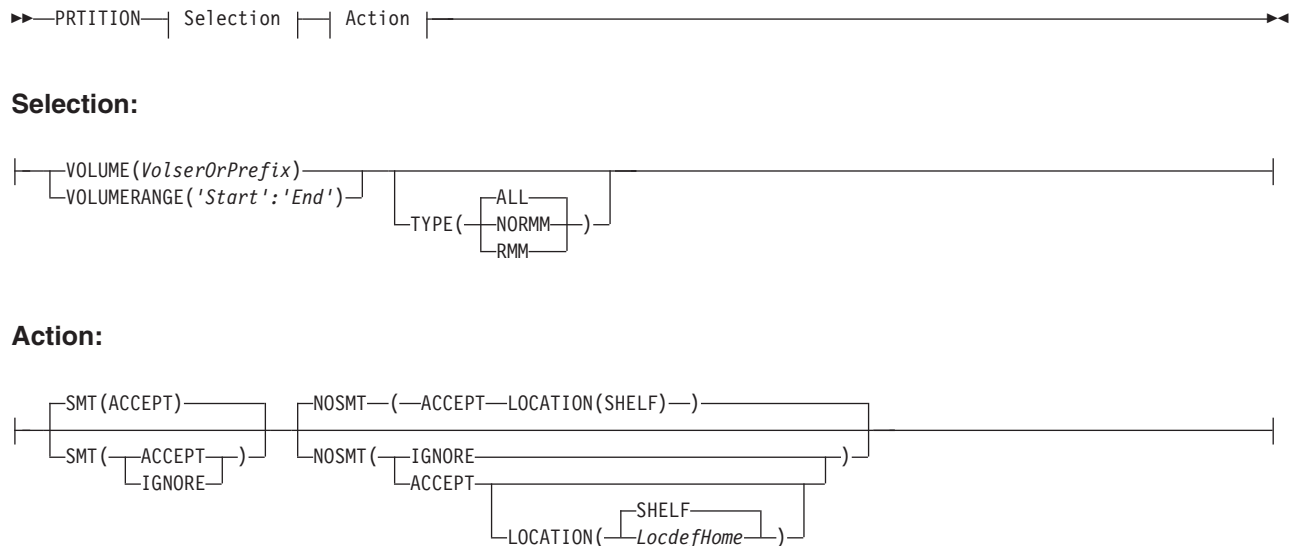 PRTITION Selection Action
Selection:
VOLUME(VolserOrPrefix)
VOLUMERANGE('Start':'End')
ALL
TYPE( NORMM )
RMM
Action:
SMT(ACCEPT) NOSMT ( ACCEPT LOCATION(SHELF) )
SMT( ACCEPT ) NOSMT( IGNORE )
IGNORE ACCEPT
SHELF
LOCATION( LocdefHome )